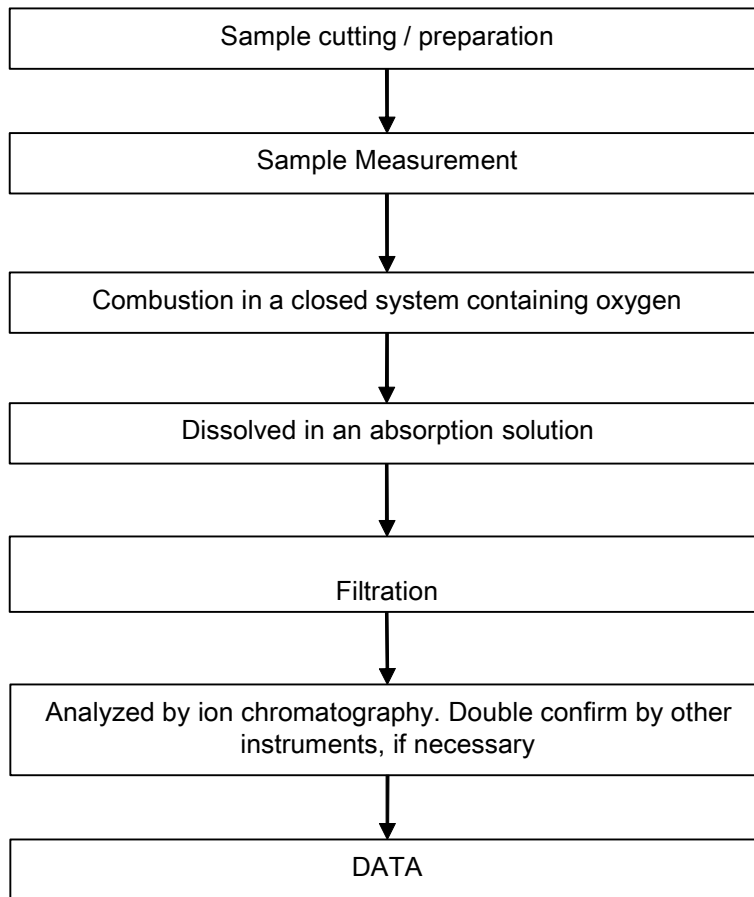 Sample cutting / preparation
Sample Measurement
Combustion in a closed system containing oxygen
Dissolved in an absorption solution
Filtration
Analyzed by ion chromatography. Double confirm by other
instruments, if necessary
DATA